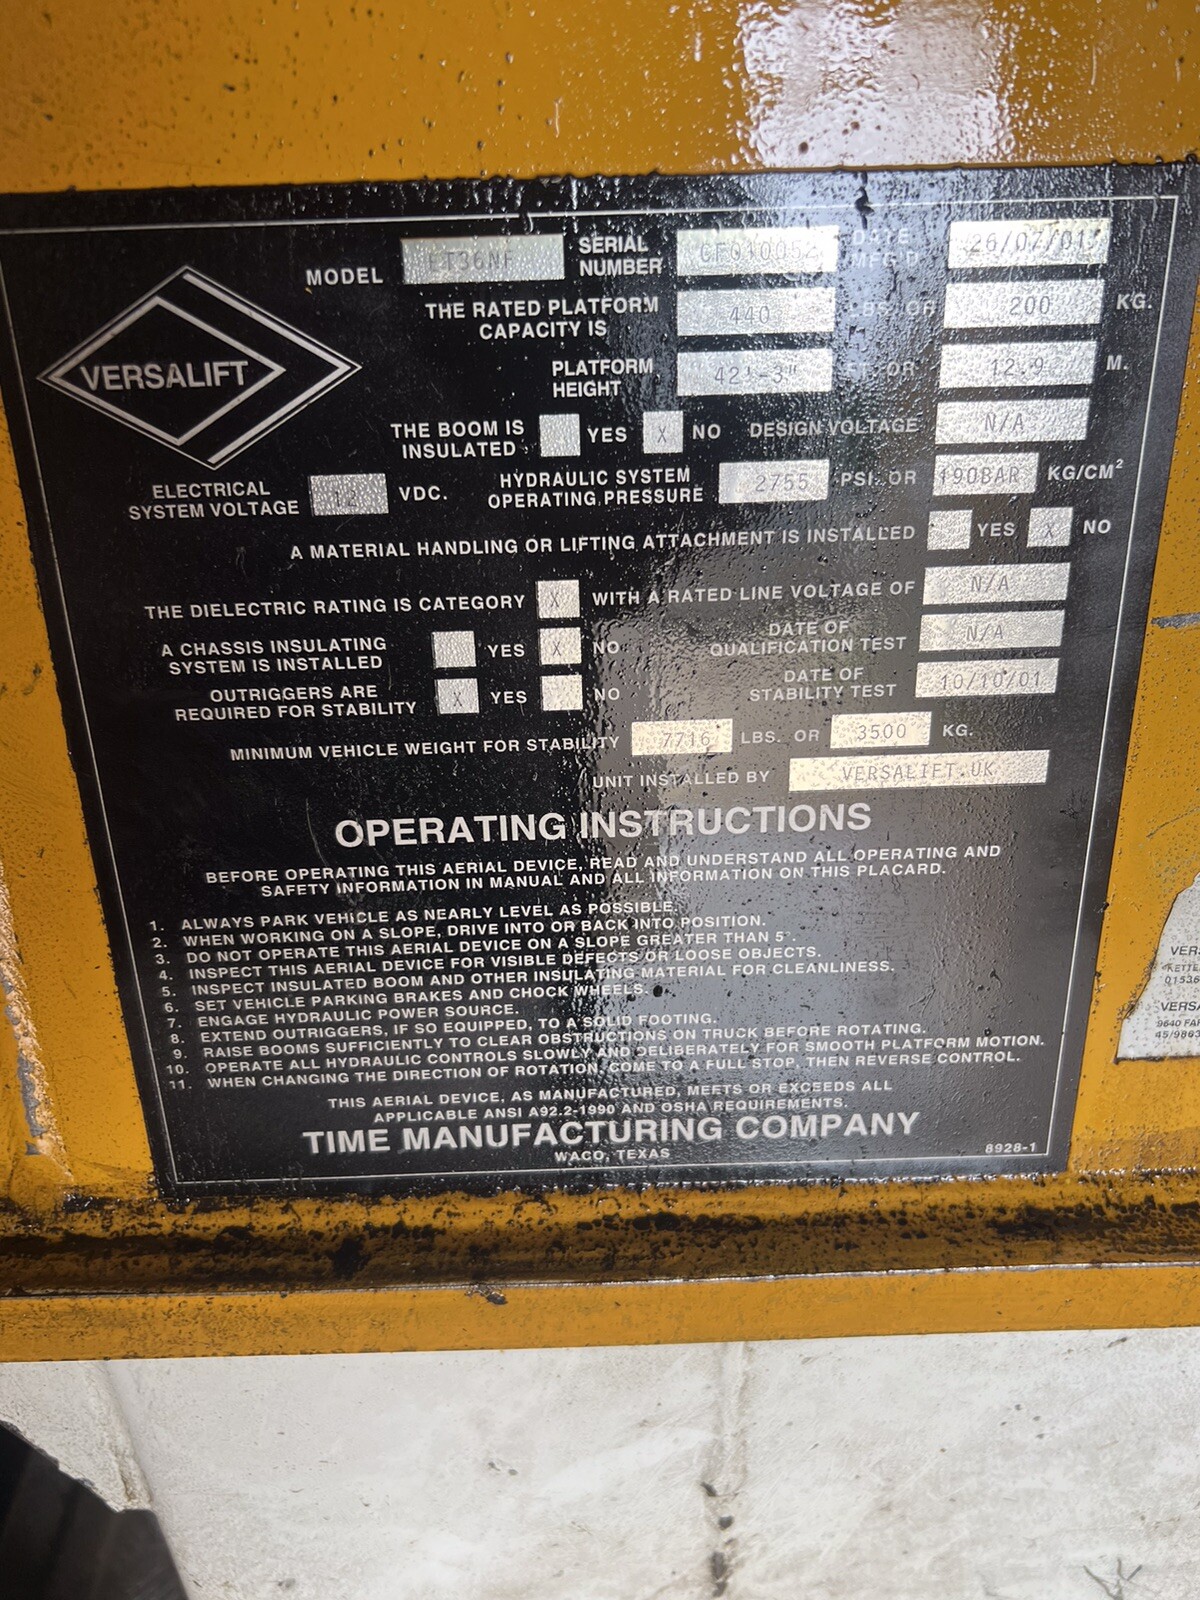 VERSALIFT
MODEL ET36NF SERIAL NUMBER CF010052 DATE MFG'D 26/07/01
THE RATED PLATFORM CAPACITY IS 440 LBS. OR 200 KG.
PLATFORM HEIGHT 42'-3" FT. OR 12.9 M.
THE BOOM IS INSULATED YES X NO DESIGN VOLTAGE N/A
ELECTRICAL SYSTEM VOLTAGE 12 VDC. HYDRAULIC SYSTEM OPERATING PRESSURE 2755 PSI. OR 190BAR KG/CM²
A MATERIAL HANDLING OR LIFTING ATTACHMENT IS INSTALLED YES X NO
THE DIELECTRIC RATING IS CATEGORY X WITH A RATED LINE VOLTAGE OF N/A
A CHASSIS INSULATING SYSTEM IS INSTALLED YES X NO DATE OF QUALIFICATION TEST N/A
OUTRIGGERS ARE REQUIRED FOR STABILITY X YES NO DATE OF STABILITY TEST 10/10/01
MINIMUM VEHICLE WEIGHT FOR STABILITY 7716 LBS. OR 3500 KG.
UNIT INSTALLED BY VERSALIFT.UK
OPERATING INSTRUCTIONS
BEFORE OPERATING THIS AERIAL DEVICE, READ AND UNDERSTAND ALL OPERATING AND
SAFETY INFORMATION IN MANUAL AND ALL INFORMATION ON THIS PLACARD.
1. ALWAYS PARK VEHICLE AS NEARLY LEVEL AS POSSIBLE.
2. WHEN WORKING ON A SLOPE, DRIVE INTO OR BACK INTO POSITION.
3. DO NOT OPERATE THIS AERIAL DEVICE ON A SLOPE GREATER THAN 5°.
4. INSPECT THIS AERIAL DEVICE FOR VISIBLE DEFECTS OR LOOSE OBJECTS.
5. INSPECT INSULATED BOOM AND OTHER INSULATING MATERIAL FOR CLEANLINESS.
6. SET VEHICLE PARKING BRAKES AND CHOCK WHEELS.
7. ENGAGE HYDRAULIC POWER SOURCE.
8. EXTEND OUTRIGGERS, IF SO EQUIPPED, TO A SOLID FOOTING.
9. RAISE BOOMS SUFFICIENTLY TO CLEAR OBSTRUCTIONS ON TRUCK BEFORE ROTATING.
10. OPERATE ALL HYDRAULIC CONTROLS SLOWLY AND DELIBERATELY FOR SMOOTH PLATFORM MOTION.
11. WHEN CHANGING THE DIRECTION OF ROTATION, COME TO A FULL STOP, THEN REVERSE CONTROL.
THIS AERIAL DEVICE, AS MANUFACTURED, MEETS OR EXCEEDS ALL
APPLICABLE ANSI A92.2-1990 AND OSHA REQUIREMENTS.
TIME MANUFACTURING COMPANY
WACO, TEXAS
8928-1
VERS
KETTE
01536
VERSA
9640 FAR
45/9863